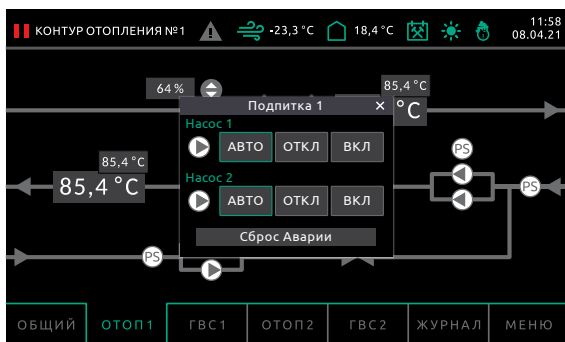 КОНТУР ОТОПЛЕНИЯ №1
-23,3 °C
18,4 °C
11:58
08.04.21
64 %
85,4 °C
°C
Подпитка 1
×
Насос 1
АВТО
ОТКЛ
ВКЛ
Насос 2
АВТО
ОТКЛ
ВКЛ
Сброс Аварии
85,4 °C
85,4 °C
PS
PS
PS
ОБЩИЙ
ОТОП1
ГВС1
ОТОП2
ГВС2
ЖУРНАЛ
МЕНЮ